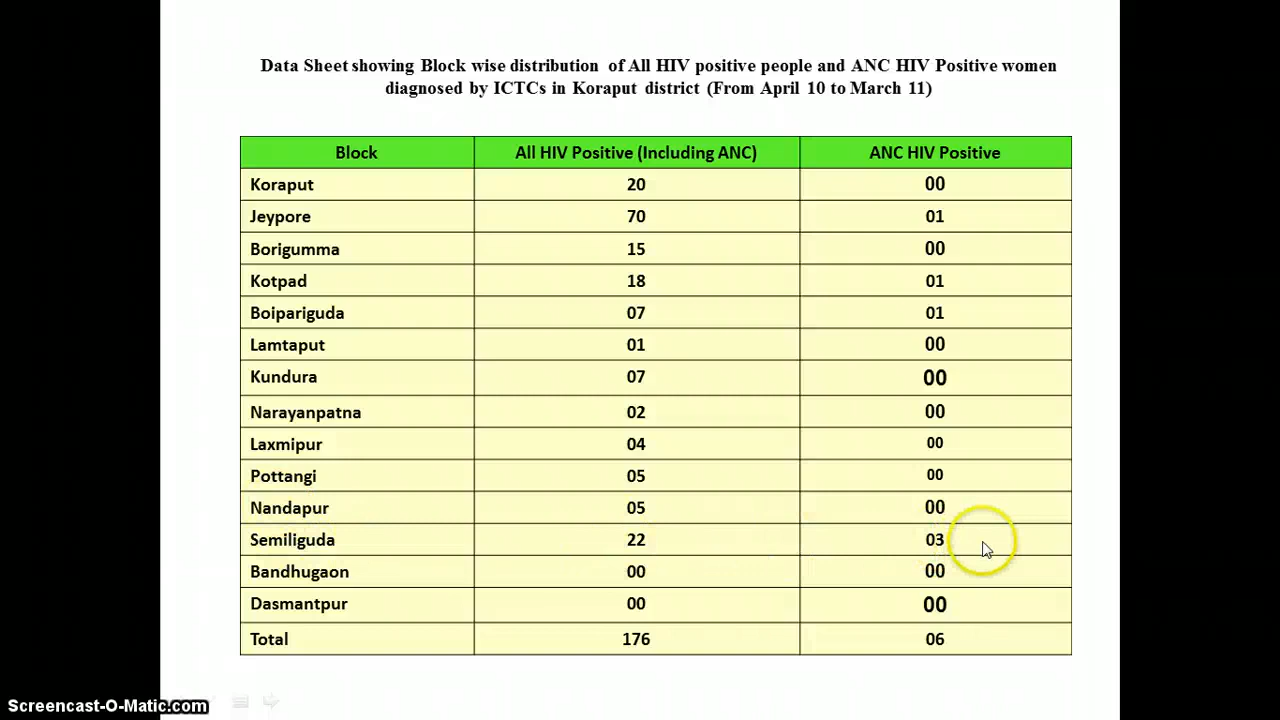 Data Sheet showing Block wise distribution of All HIV positive people and ANC HIV Positive women
diagnosed by ICTCs in Koraput district (From April 10 to March 11)
Block All HIV Positive (Including ANC) ANC HIV Positive
Koraput 20 00
Jeypore 70 01
Borigumma 15 00
Kotpad 18 01
Boipariguda 07 01
Lamtaput 01 00
Kundura 07 00
Narayanpatna 02 00
Laxmipur 04 00
Pottangi 05 00
Nandapur 05 00
Semiliguda 22 03
Bandhugaon 00 00
Dasmantpur 00 00
Total 176 06
Screencast-O-Matic.com